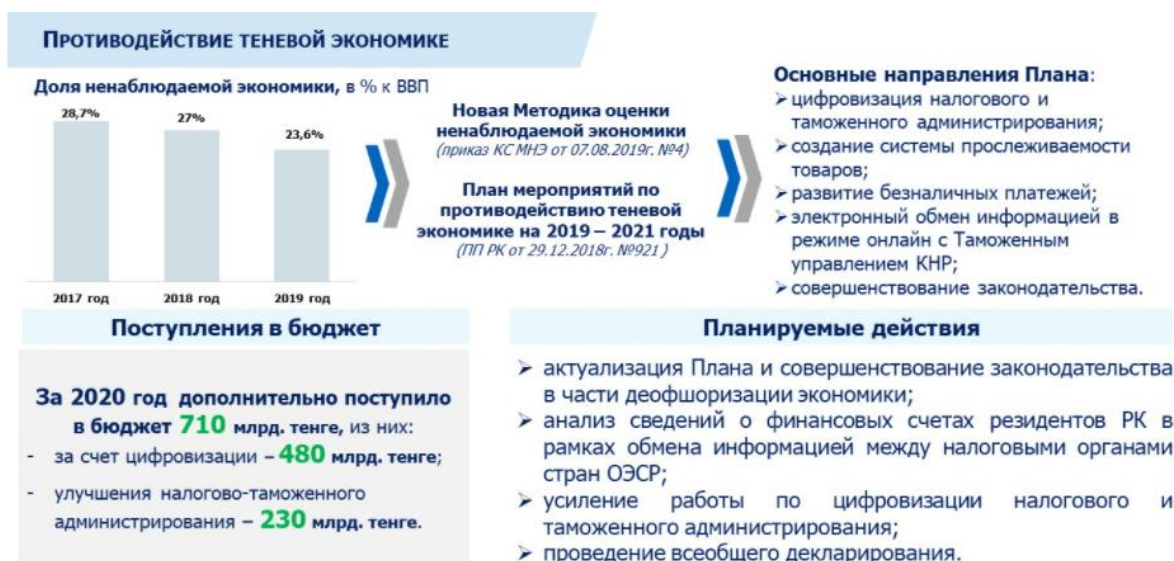 ПРОТИВОДЕЙСТВИЕ ТЕНЕВОЙ ЭКОНОМИКЕ
Доля ненаблюдаемой экономики, в % к ВВП
28,7%
27%
23,6%
2017 год
2018 год
2019 год
Новая Методика оценки
ненаблюдаемой экономики
(приказ КС МНЭ от 07.08.2019г. №4)
План мероприятий по
противодействию теневой
экономике на 2019 – 2021 годы
(ПП РК от 29.12.2018г. №921 )
Основные направления Плана:
➢ цифровизация налогового и
таможенного администрирования;
➢ создание системы прослеживаемости
товаров;
➢ развитие безналичных платежей;
➢ электронный обмен информацией в
режиме онлайн с Таможенным
управлением КНР;
➢ совершенствование законодательства.
Поступления в бюджет
За 2020 год дополнительно поступило
в бюджет 710 млрд. тенге, из них:
- за счет цифровизации – 480 млрд. тенге;
- улучшения налогово-таможенного
администрирования – 230 млрд. тенге.
Планируемые действия
➢ актуализация Плана и совершенствование законодательства
в части деофшоризации экономики;
➢ анализ сведений о финансовых счетах резидентов РК в
рамках обмена информацией между налоговыми органами
стран ОЭСР;
➢ усиление работы по цифровизации налогового и
таможенного администрирования;
➢ проведение всеобщего декларирования.